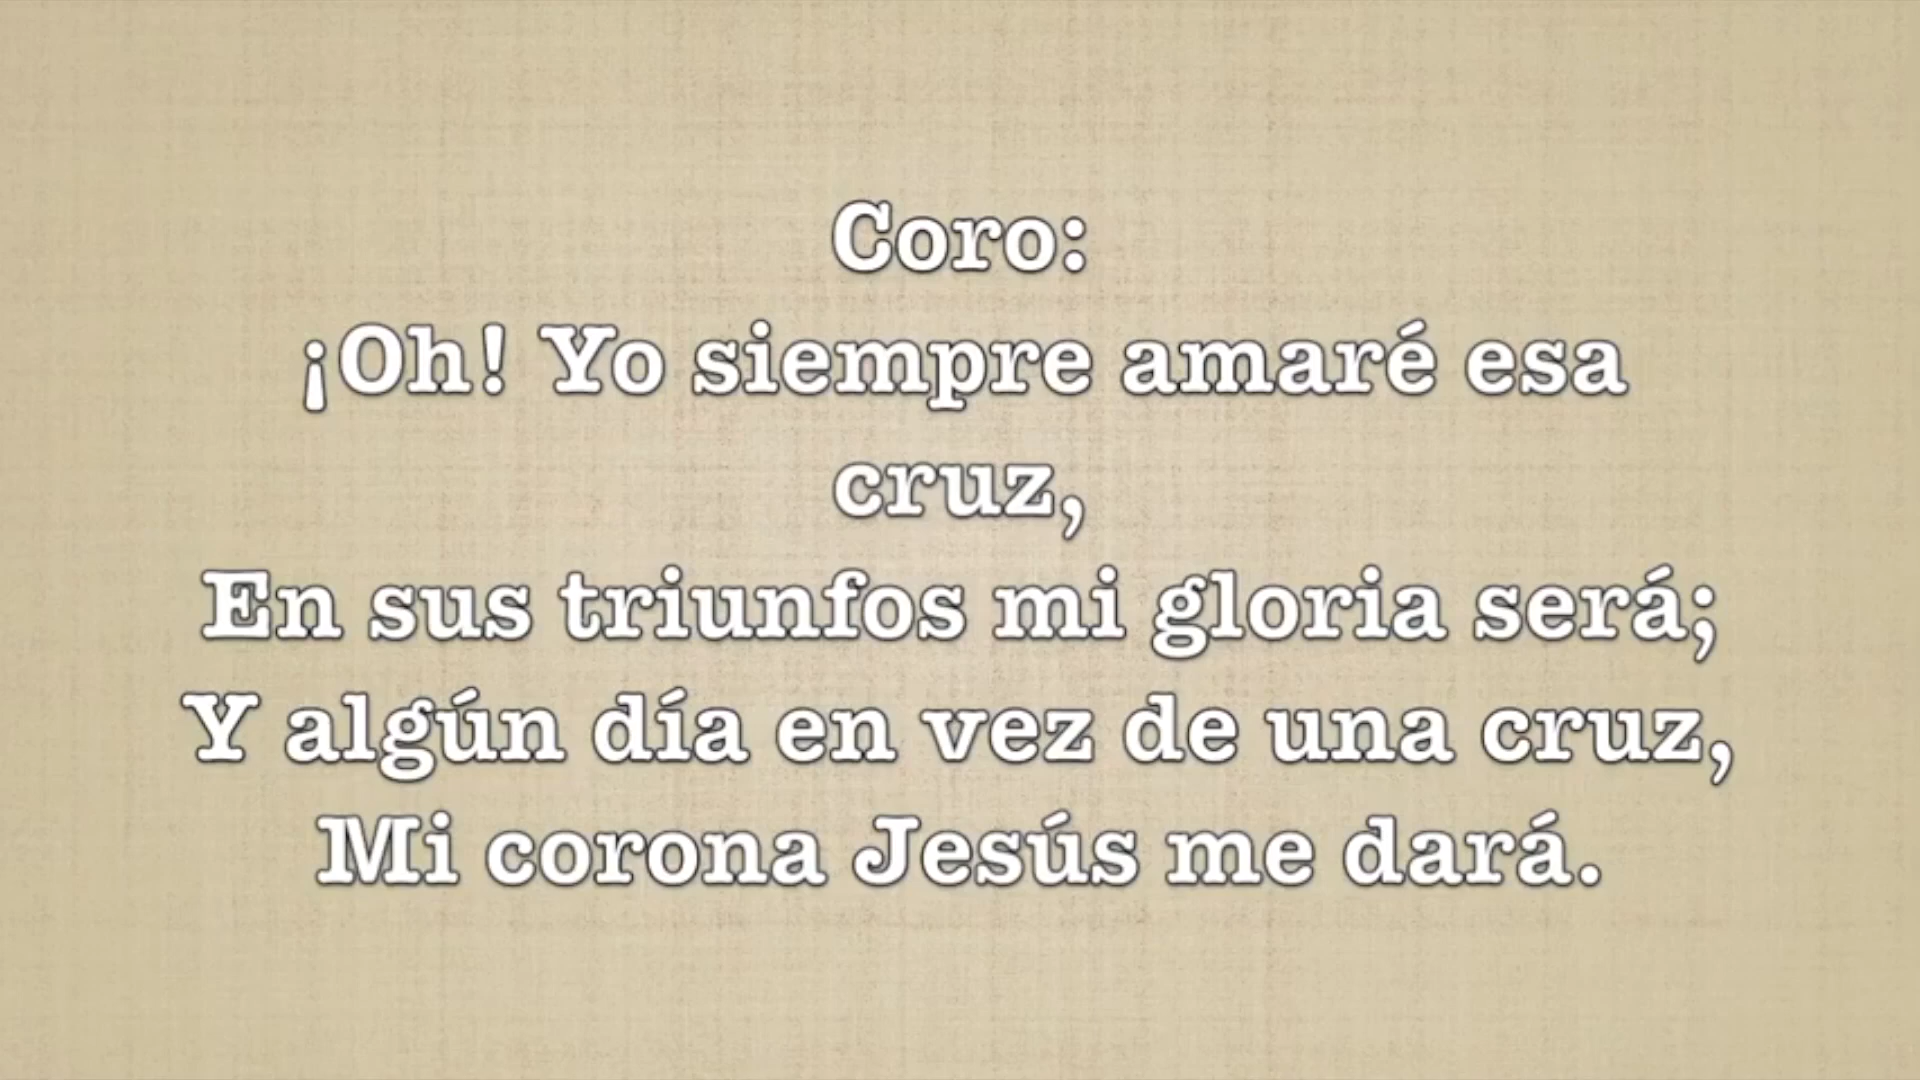 Coro:
¡Oh! Yo siempre amaré esa
cruz,
En sus triunfos mi gloria será;
Y algún día en vez de una cruz,
Mi corona Jesús me dará.